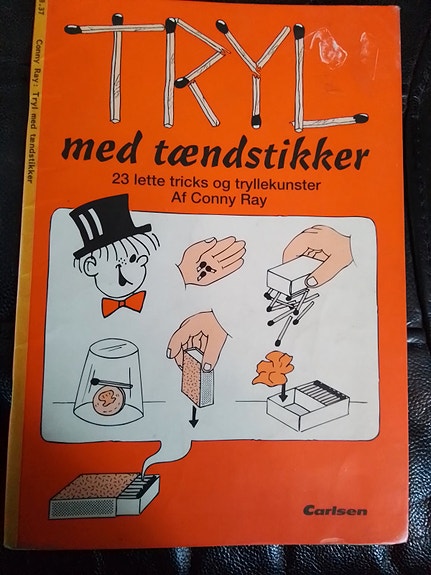 TRYL
med tændstikker
23 lette tricks og tryllekunster
Af Conny Ray
Conny Ray: Tryl med tændstikker
Carlsen